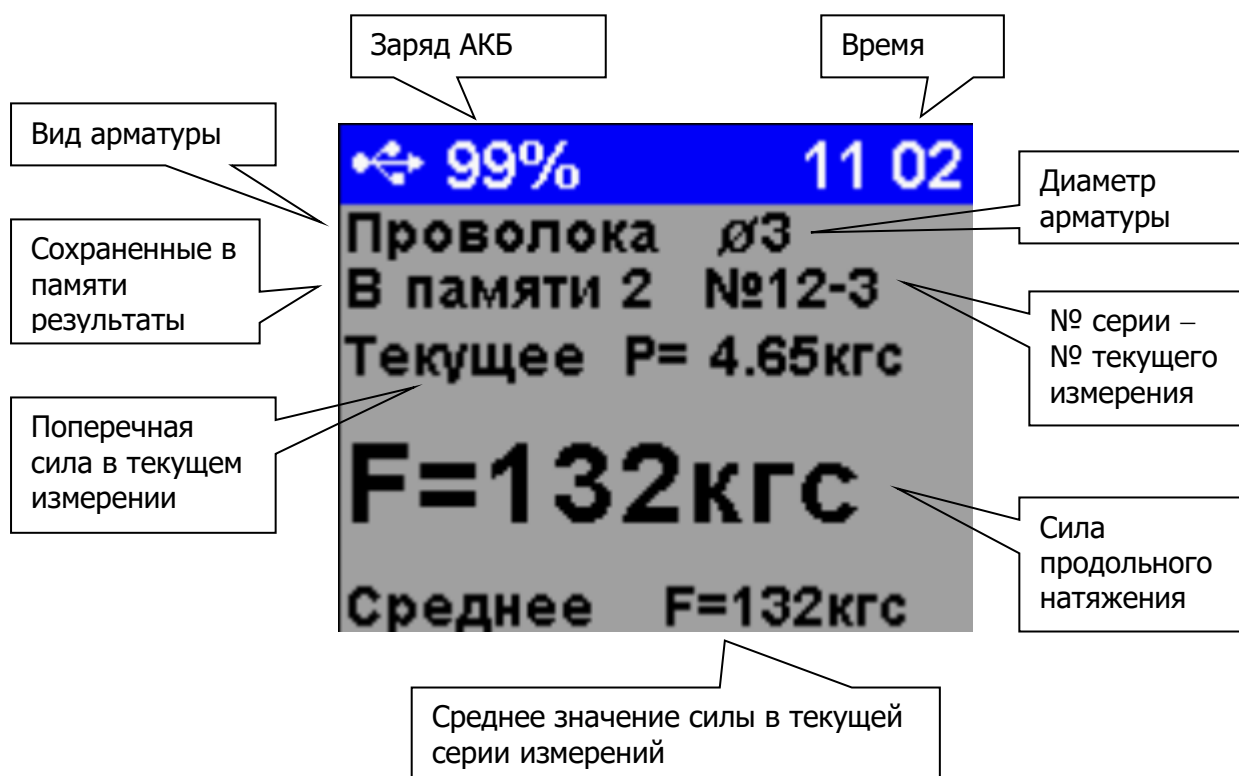 Заряд АКБ
Время
Вид арматуры
99% 11 02
Диаметр
арматуры
Проволока ø3
Сохраненные в
памяти
результаты
В памяти 2 №12-3
№ серии –
№ текущего
измерения
Текущее P= 4.65кгс
Поперечная
сила в текущем
измерении
F=132кгс
Сила
продольного
натяжения
Среднее F=132кгс
Среднее значение силы в текущей
серии измерений